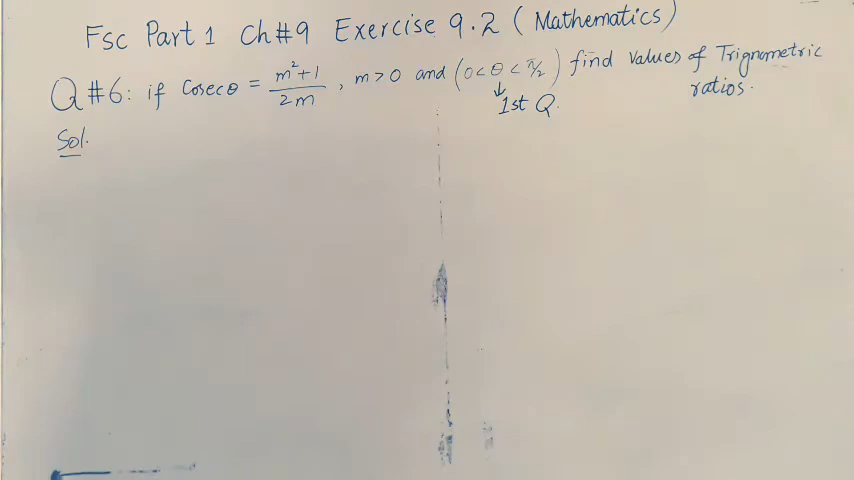 Fsc Part 1 Ch#9 Exercise 9.2 (Mathematics)
Q#6: if Cosecθ = (m²+1)/(2m), m>0 and (0<θ<π/2) find values of Trignometric ratios.
↓
1st Q.
Sol.